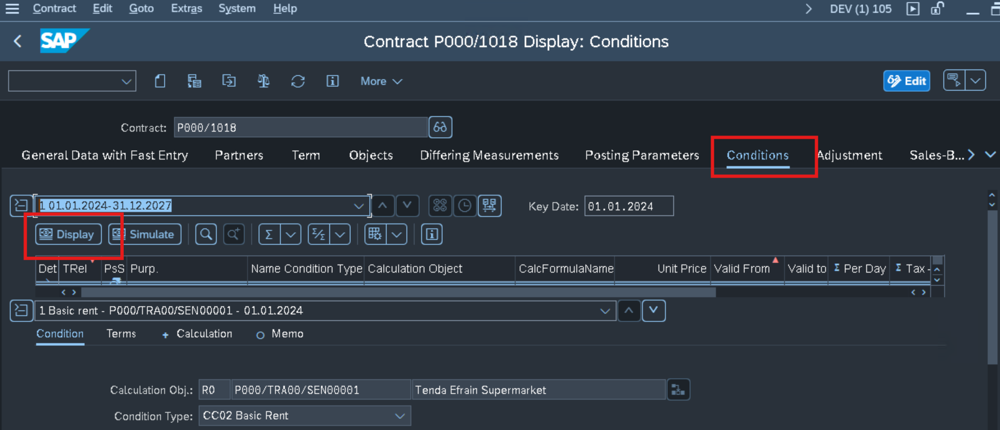 Contract Edit Goto Extras System Help DEV (1) 105
SAP Contract P000/1018 Display: Conditions
More Edit
Contract: P000/1018
General Data with Fast Entry Partners Term Objects Differing Measurements Posting Parameters Conditions Adjustment Sales-B...
1 01.01.2024-31.12.2027 Key Date: 01.01.2024
Display Simulate
Det TRel PsS Purp. Name Condition Type Calculation Object CalcFormulaName Unit Price Valid From Valid to Σ Per Day Σ Tax
1 Basic rent - P000/TRA00/SEN00001 - 01.01.2024
Condition Terms Calculation Memo
Calculation Obj.: RO P000/TRA00/SEN00001 Tenda Efrain Supermarket
Condition Type: CC02 Basic Rent